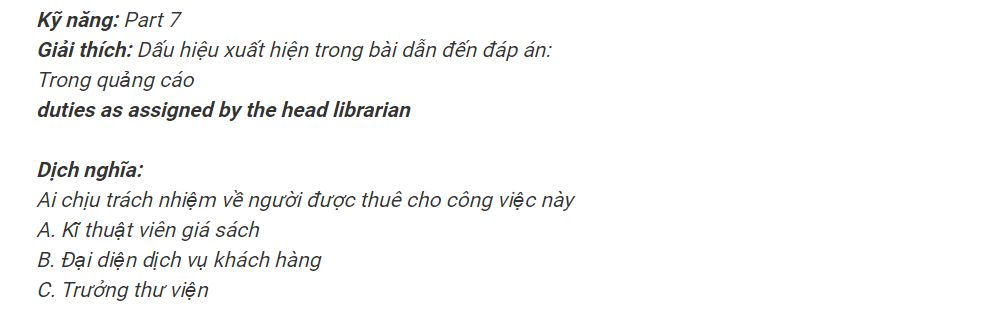 Kỹ năng: Part 7
Giải thích: Dấu hiệu xuất hiện trong bài dẫn đến đáp án:
Trong quảng cáo
duties as assigned by the head librarian
Dịch nghĩa:
Ai chịu trách nhiệm về người được thuê cho công việc này
A. Kĩ thuật viên giá sách
B. Đại diện dịch vụ khách hàng
C. Trưởng thư viện